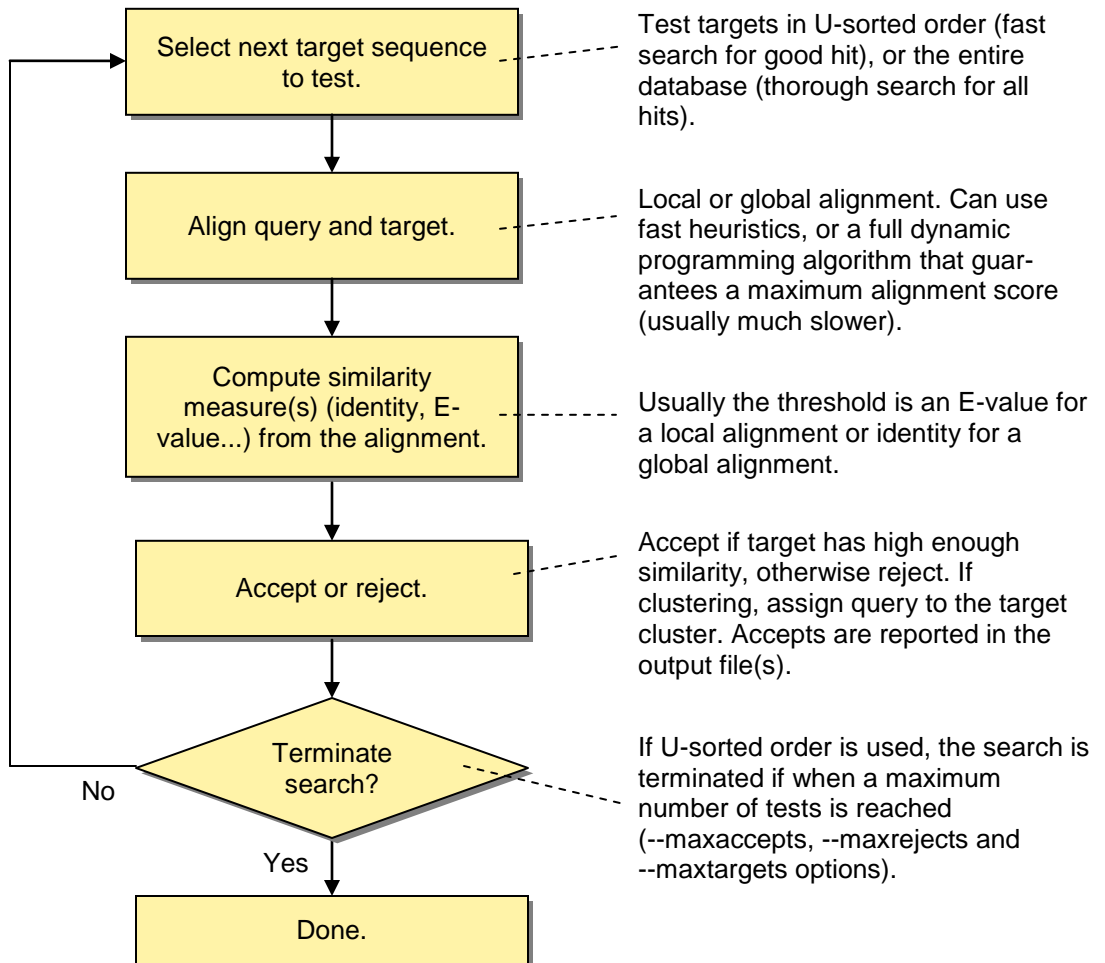 Select next target sequence
to test.
Test targets in U-sorted order (fast
search for good hit), or the entire
database (thorough search for all
hits).
Align query and target.
Local or global alignment. Can use
fast heuristics, or a full dynamic
programming algorithm that guar-
antees a maximum alignment score
(usually much slower).
Compute similarity
measure(s) (identity, E-
value...) from the alignment.
Usually the threshold is an E-value for
a local alignment or identity for a
global alignment.
Accept or reject.
Accept if target has high enough
similarity, otherwise reject. If
clustering, assign query to the target
cluster. Accepts are reported in the
output file(s).
Terminate
search?
No
Yes
If U-sorted order is used, the search is
terminated if when a maximum
number of tests is reached
(--maxaccepts, --maxrejects and
--maxtargets options).
Done.